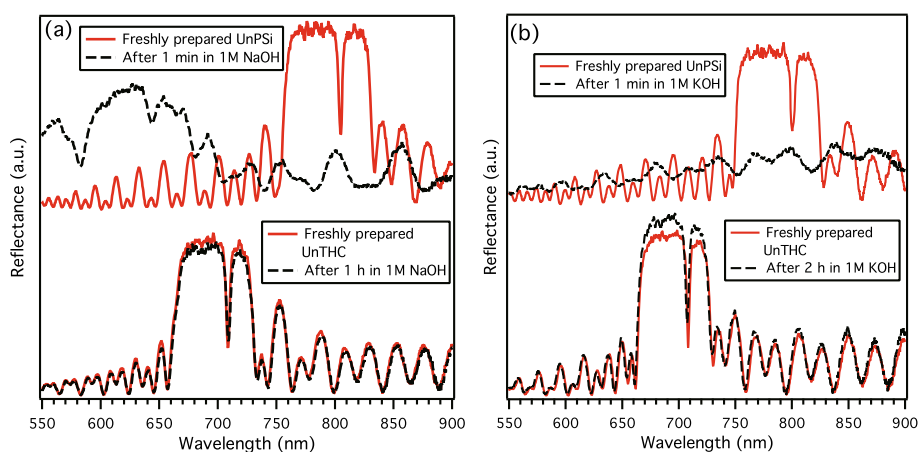 (a)
Freshly prepared UnPSi
After 1 min in 1M NaOH
Freshly prepared
UnTHC
After 1 h in 1M NaOH
Reflectance (a.u.)
550 600 650 700 750 800 850 900
Wavelength (nm)
(b)
Freshly prepared UnPSi
After 1 min in 1M KOH
Freshly prepared
UnTHC
After 2 h in 1M KOH
Reflectance (a.u.)
550 600 650 700 750 800 850 900
Wavelength (nm)